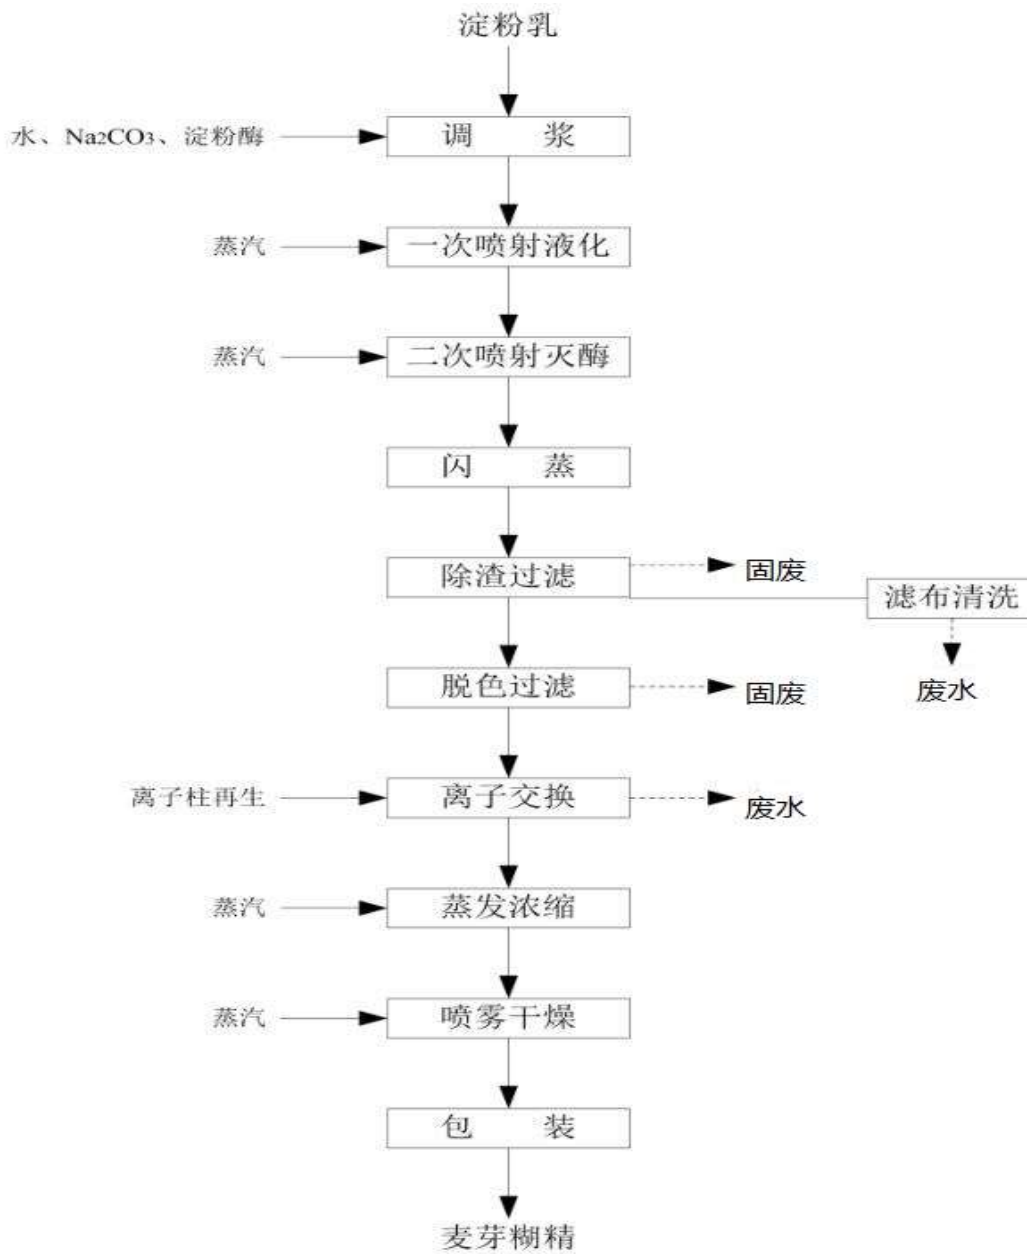 淀粉乳
水、Na2CO3、淀粉酶
调 浆
蒸汽
一次喷射液化
蒸汽
二次喷射灭酶
闪 蒸
除渣过滤
固废
滤布清洗
脱色过滤
固废
废水
离子柱再生
离子交换
废水
蒸汽
蒸发浓缩
蒸汽
喷雾干燥
包 装
麦芽糊精